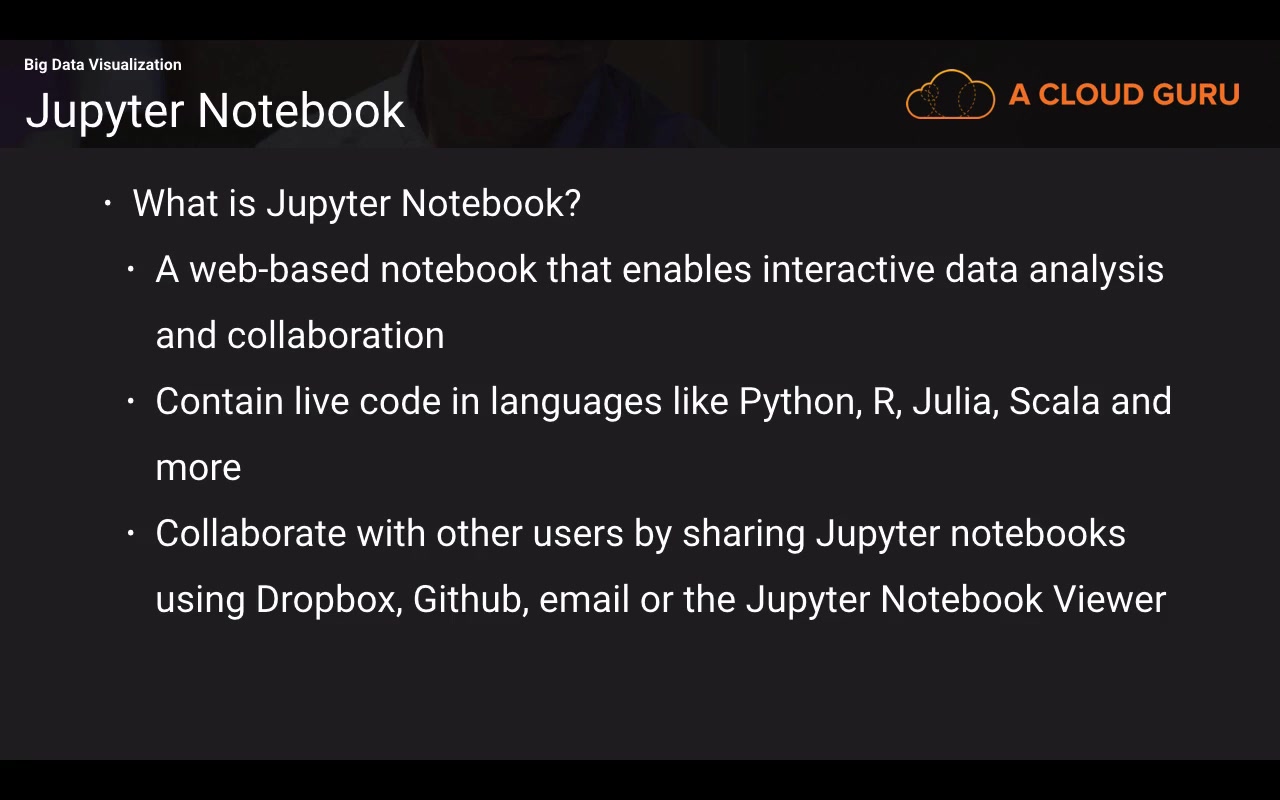 Big Data Visualization
Jupyter Notebook
A CLOUD GURU
· What is Jupyter Notebook?
· A web-based notebook that enables interactive data analysis
and collaboration
· Contain live code in languages like Python, R, Julia, Scala and
more
· Collaborate with other users by sharing Jupyter notebooks
using Dropbox, Github, email or the Jupyter Notebook Viewer